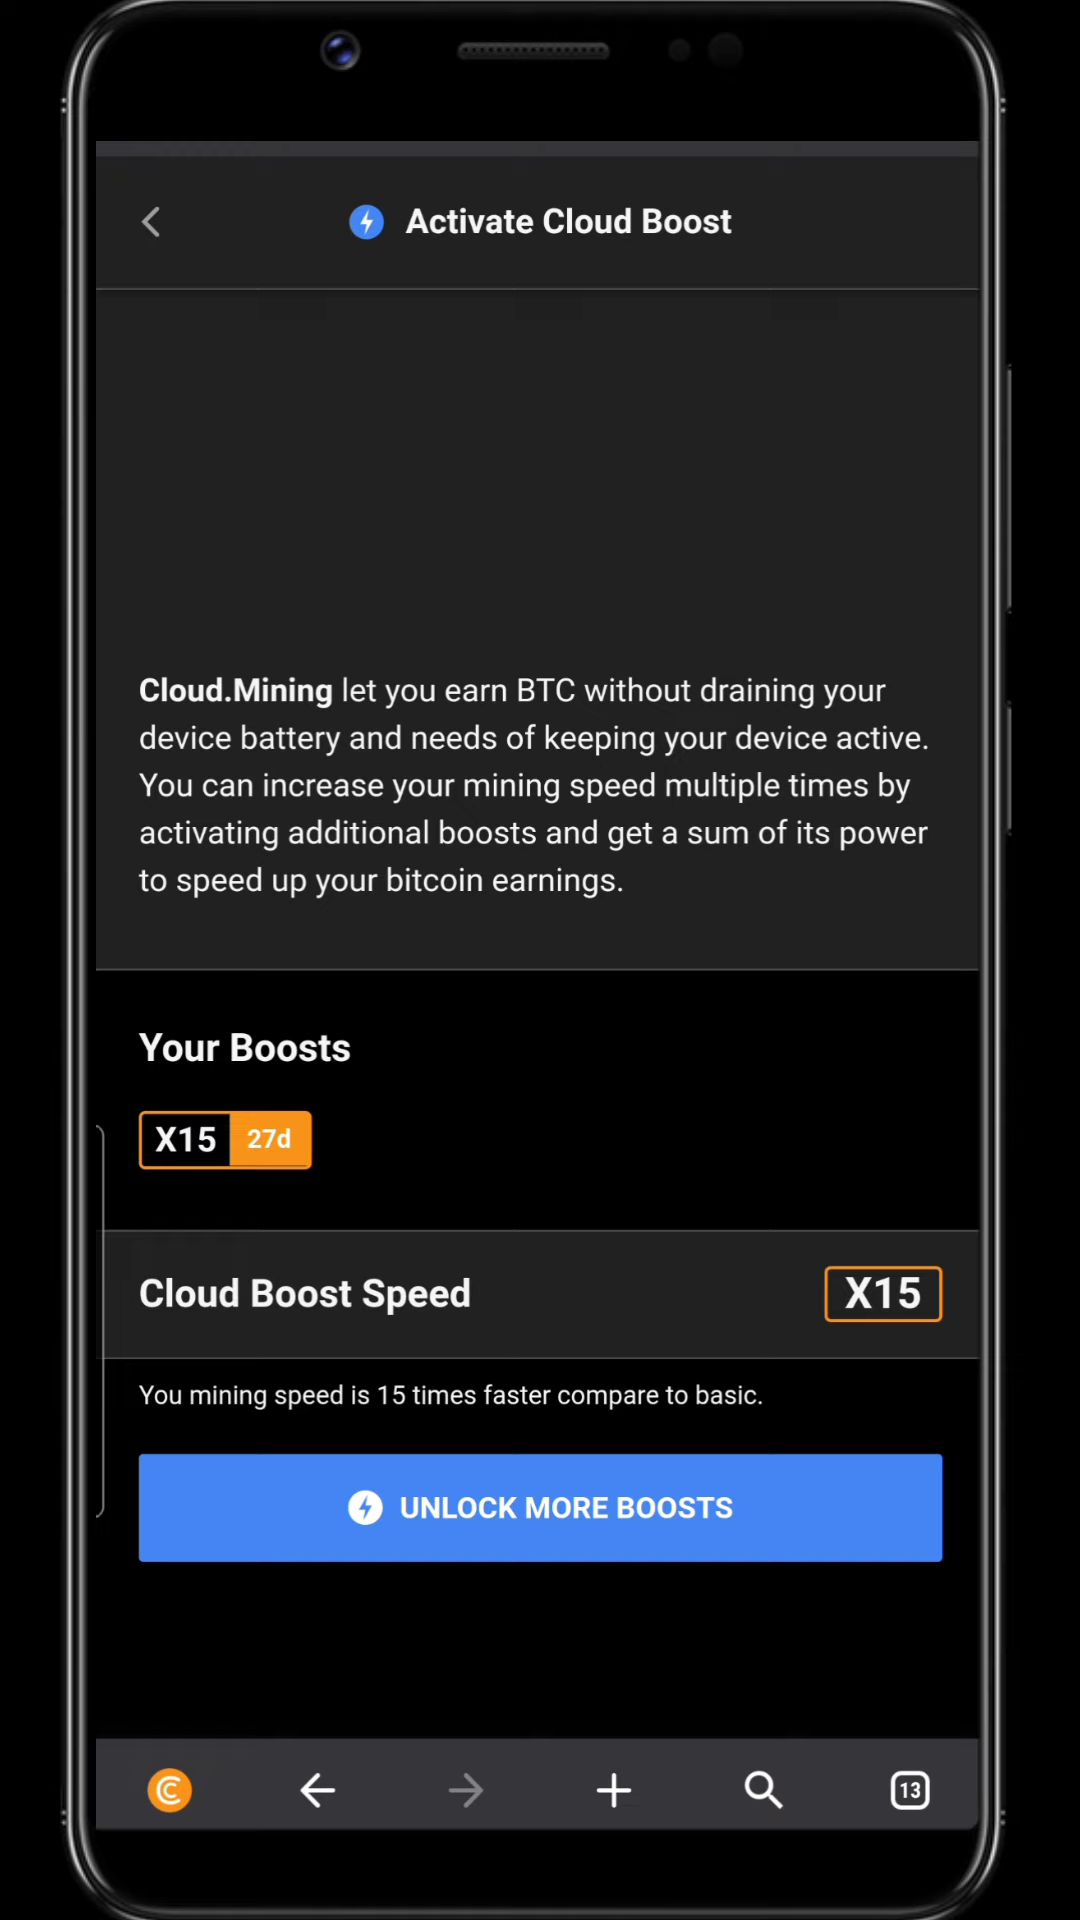 Activate Cloud Boost
Cloud.Mining let you earn BTC without draining your
device battery and needs of keeping your device active.
You can increase your mining speed multiple times by
activating additional boosts and get a sum of its power
to speed up your bitcoin earnings.
Your Boosts
X15 27d
Cloud Boost Speed X15
You mining speed is 15 times faster compare to basic.
UNLOCK MORE BOOSTS
13